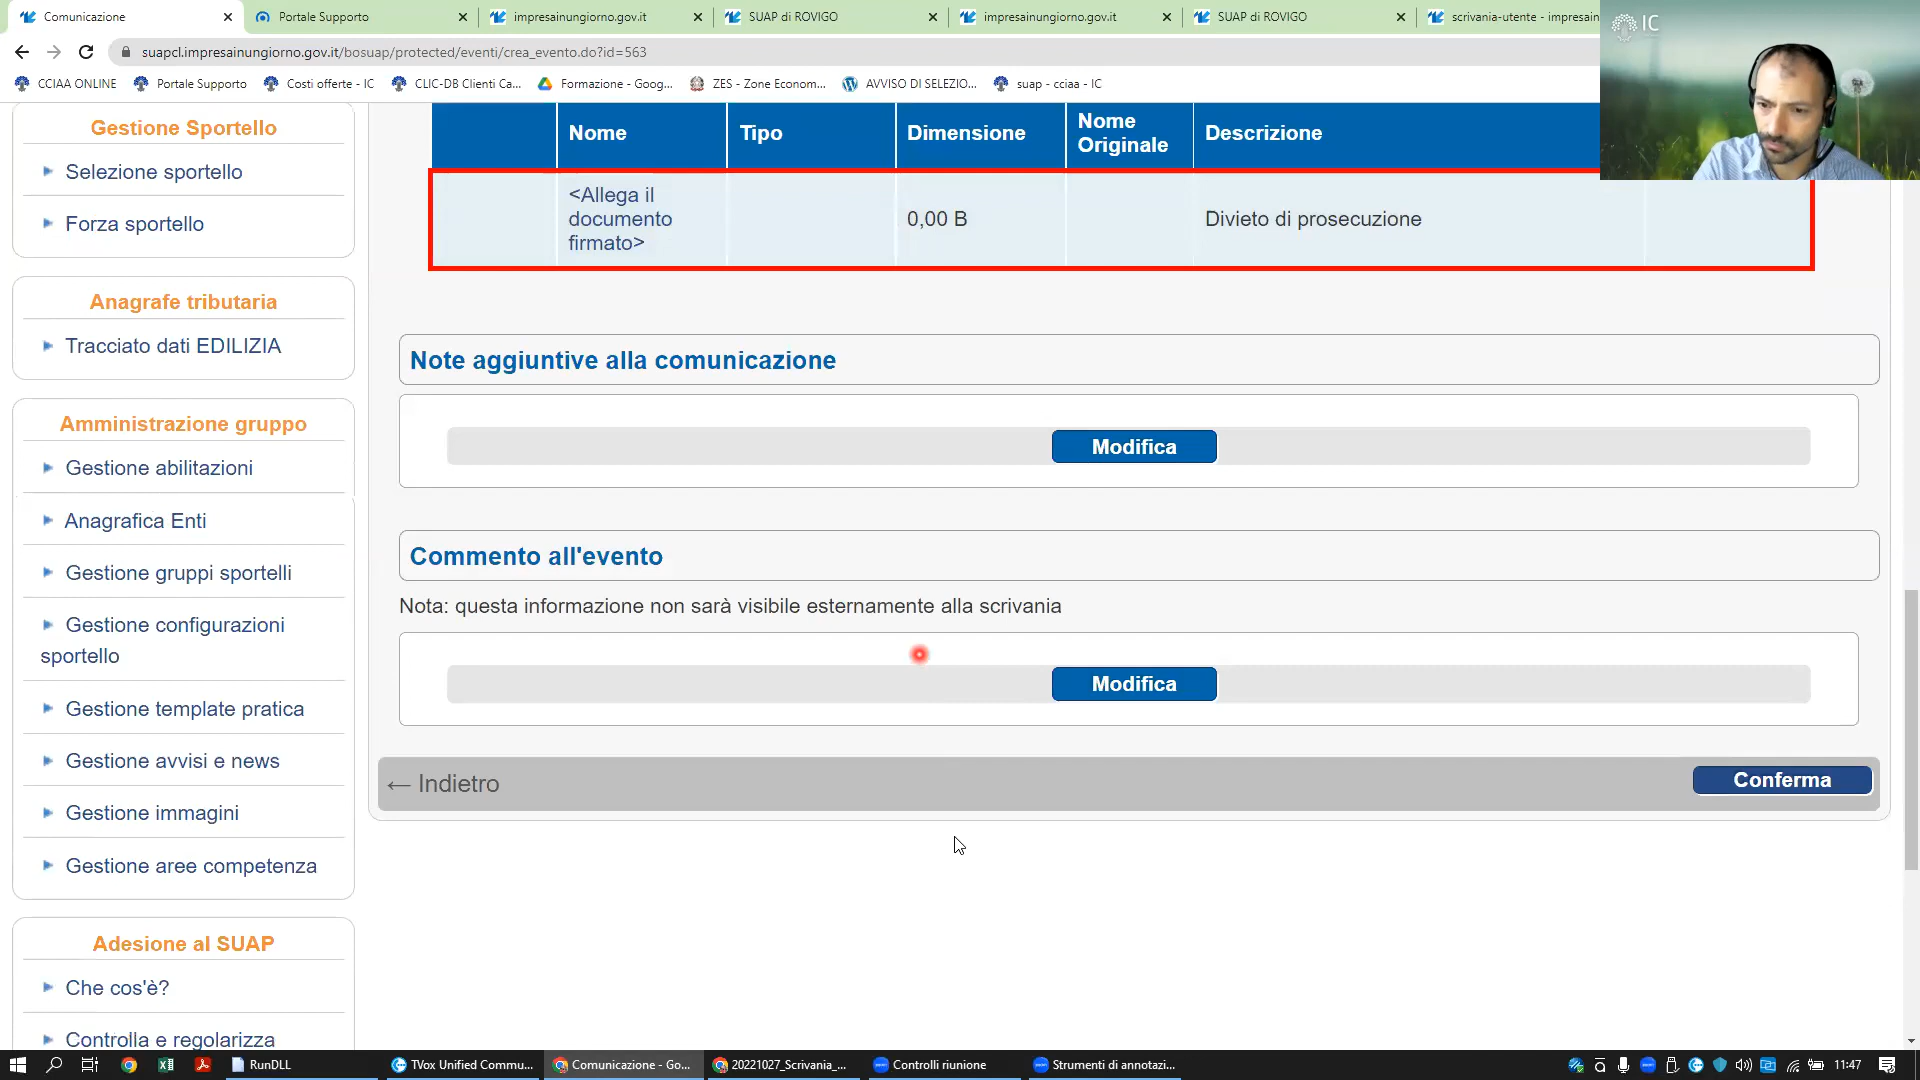 Comunicazione
Portale Supporto
impresainungiorno.gov.it
SUAP di ROVIGO
impresainungiorno.gov.it
SUAP di ROVIGO
scrivania-utente - impresain
IC
suapcl.impresainungiorno.gov.it/bosuap/protected/eventi/crea_evento.do?id=563
CCIAA ONLINE
Portale Supporto
Costi offerte - IC
CLIC-DB Clienti Ca...
Formazione - Goog...
ZES - Zone Econom...
AVVISO DI SELEZIO...
suap - cciaa - IC
Gestione Sportello
Selezione sportello
Forza sportello
Anagrafe tributaria
Tracciato dati EDILIZIA
Amministrazione gruppo
Gestione abilitazioni
Anagrafica Enti
Gestione gruppi sportelli
Gestione configurazioni
sportello
Gestione template pratica
Gestione avvisi e news
Gestione immagini
Gestione aree competenza
Adesione al SUAP
Che cos'è?
Controlla e regolarizza
Nome
Tipo
Dimensione
Nome
Originale
Descrizione
<Allega il
documento
firmato>
0,00 B
Divieto di prosecuzione
Note aggiuntive alla comunicazione
Modifica
Commento all'evento
Nota: questa informazione non sarà visibile esternamente alla scrivania
Modifica
← Indietro
Conferma
RunDLL
TVox Unified Commu...
Comunicazione - Go...
20221027_Scrivania_...
Controlli riunione
Strumenti di annotazi...
11:47